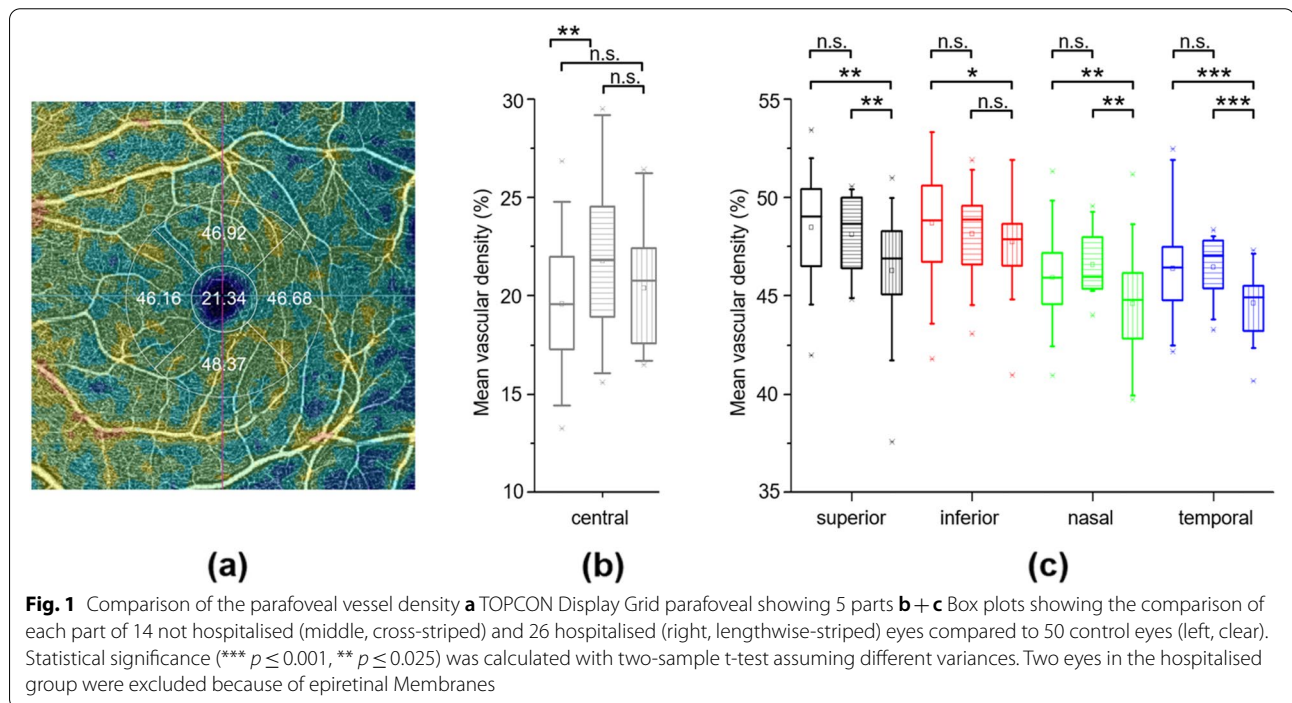 ** n.s. n.s.
n.s. n.s. n.s. n.s.
** * ** ***
** n.s. ** ***
46.92
46.16 21.34 46.68
48.37
Mean vascular density (%)
30
25
20
15
10
central
Mean vascular density (%)
55
50
45
40
35
superior inferior nasal temporal
(a) (b) (c)
Fig. 1 Comparison of the parafoveal vessel density a TOPCON Display Grid parafoveal showing 5 parts b + c Box plots showing the comparison of
each part of 14 not hospitalised (middle, cross-striped) and 26 hospitalised (right, lengthwise-striped) eyes compared to 50 control eyes (left, clear).
Statistical significance (*** p ≤ 0.001, ** p ≤ 0.025) was calculated with two-sample t-test assuming different variances. Two eyes in the hospitalised
group were excluded because of epiretinal Membranes